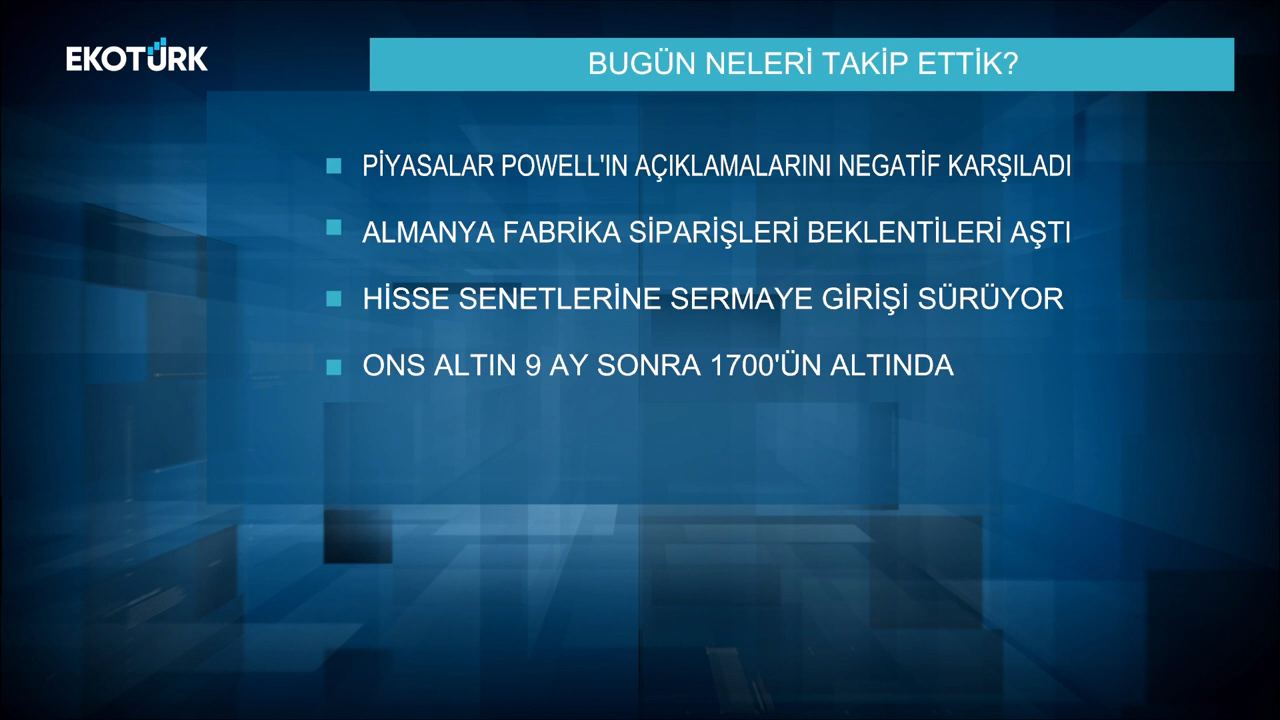 EKOTÜRK
BUGÜN NELERİ TAKİP ETTİK?
PİYASALAR POWELL'IN AÇIKLAMALARINI NEGATİF KARŞILADI
ALMANYA FABRİKA SİPARİŞLERİ BEKLENTİLERİ AŞTI
HİSSE SENETLERİNE SERMAYE GİRİŞİ SÜRÜYOR
ONS ALTIN 9 AY SONRA 1700'ÜN ALTINDA